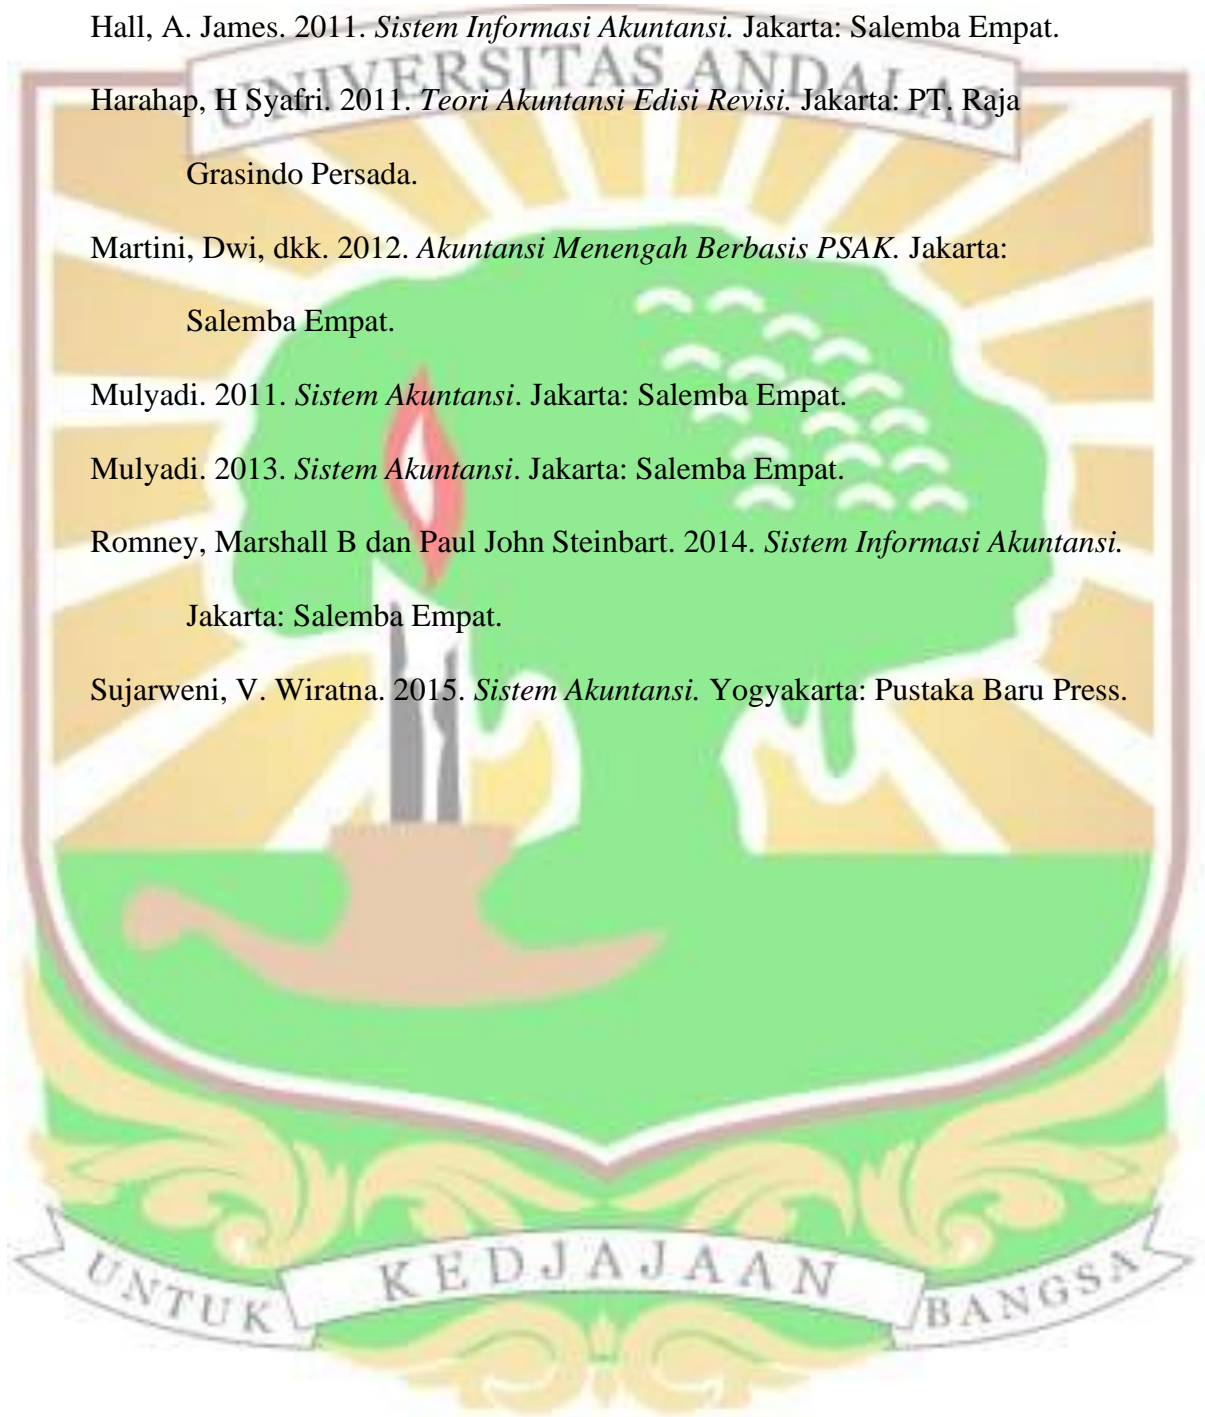 Hall, A. James. 2011. Sistem Informasi Akuntansi. Jakarta: Salemba Empat.
UNIVERSITAS ANDALAS
Harahap, H Syafri. 2011. Teori Akuntansi Edisi Revisi. Jakarta: PT. Raja
Grasindo Persada.
Martini, Dwi, dkk. 2012. Akuntansi Menengah Berbasis PSAK. Jakarta:
Salemba Empat.
Mulyadi. 2011. Sistem Akuntansi. Jakarta: Salemba Empat.
Mulyadi. 2013. Sistem Akuntansi. Jakarta: Salemba Empat.
Romney, Marshall B dan Paul John Steinbart. 2014. Sistem Informasi Akuntansi.
Jakarta: Salemba Empat.
Sujarweni, V. Wiratna. 2015. Sistem Akuntansi. Yogyakarta: Pustaka Baru Press.
UNTUK KEDJAJAAN BANGSA